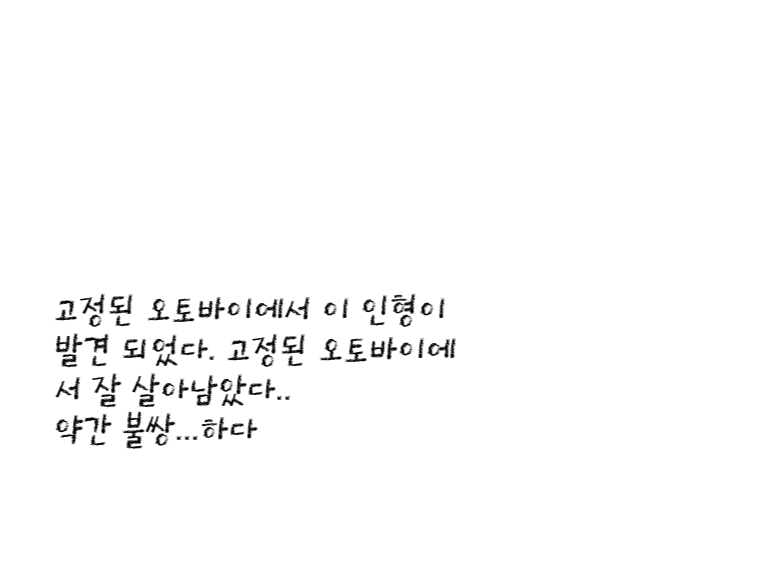 고정된 오토바이에서 이 인형이
발견 되었다. 고정된 오토바이에
서 잘 살아남았다..
약간 불쌍...하다